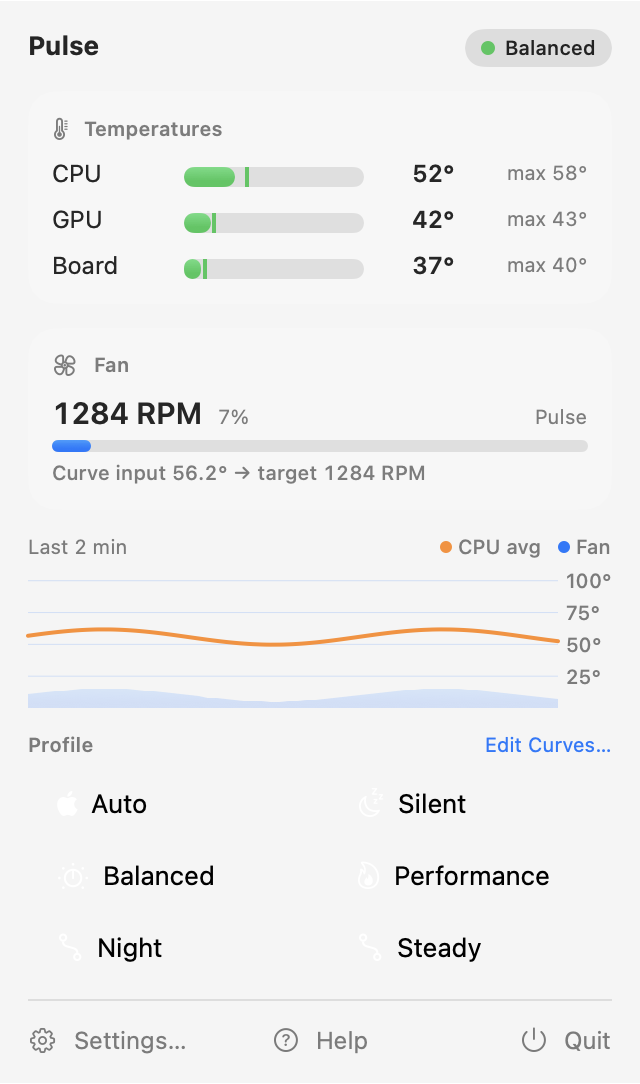 Pulse
Balanced
Temperatures
CPU 52° max 58°
GPU 42° max 43°
Board 37° max 40°
Fan
1284 RPM 7% Pulse
Curve input 56.2° → target 1284 RPM
Last 2 min CPU avg Fan
100°
75°
50°
25°
Profile Edit Curves...
Auto Silent
Balanced Performance
Night Steady
Settings... Help Quit